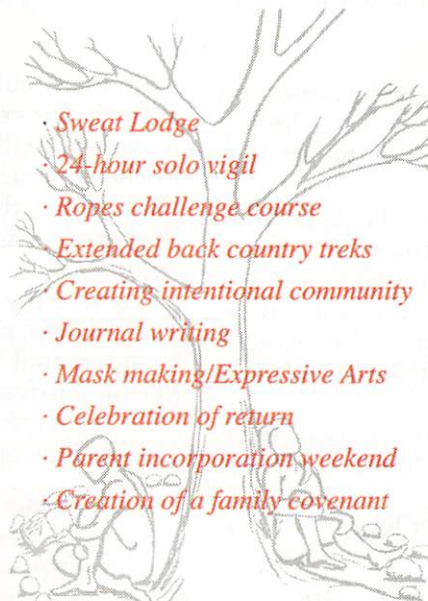 · Sweat Lodge
· 24-hour solo vigil
· Ropes challenge course
· Extended back country treks
· Creating intentional community
· Journal writing
· Mask making/Expressive Arts
· Celebration of return
· Parent incorporation weekend
· Creation of a family covenant